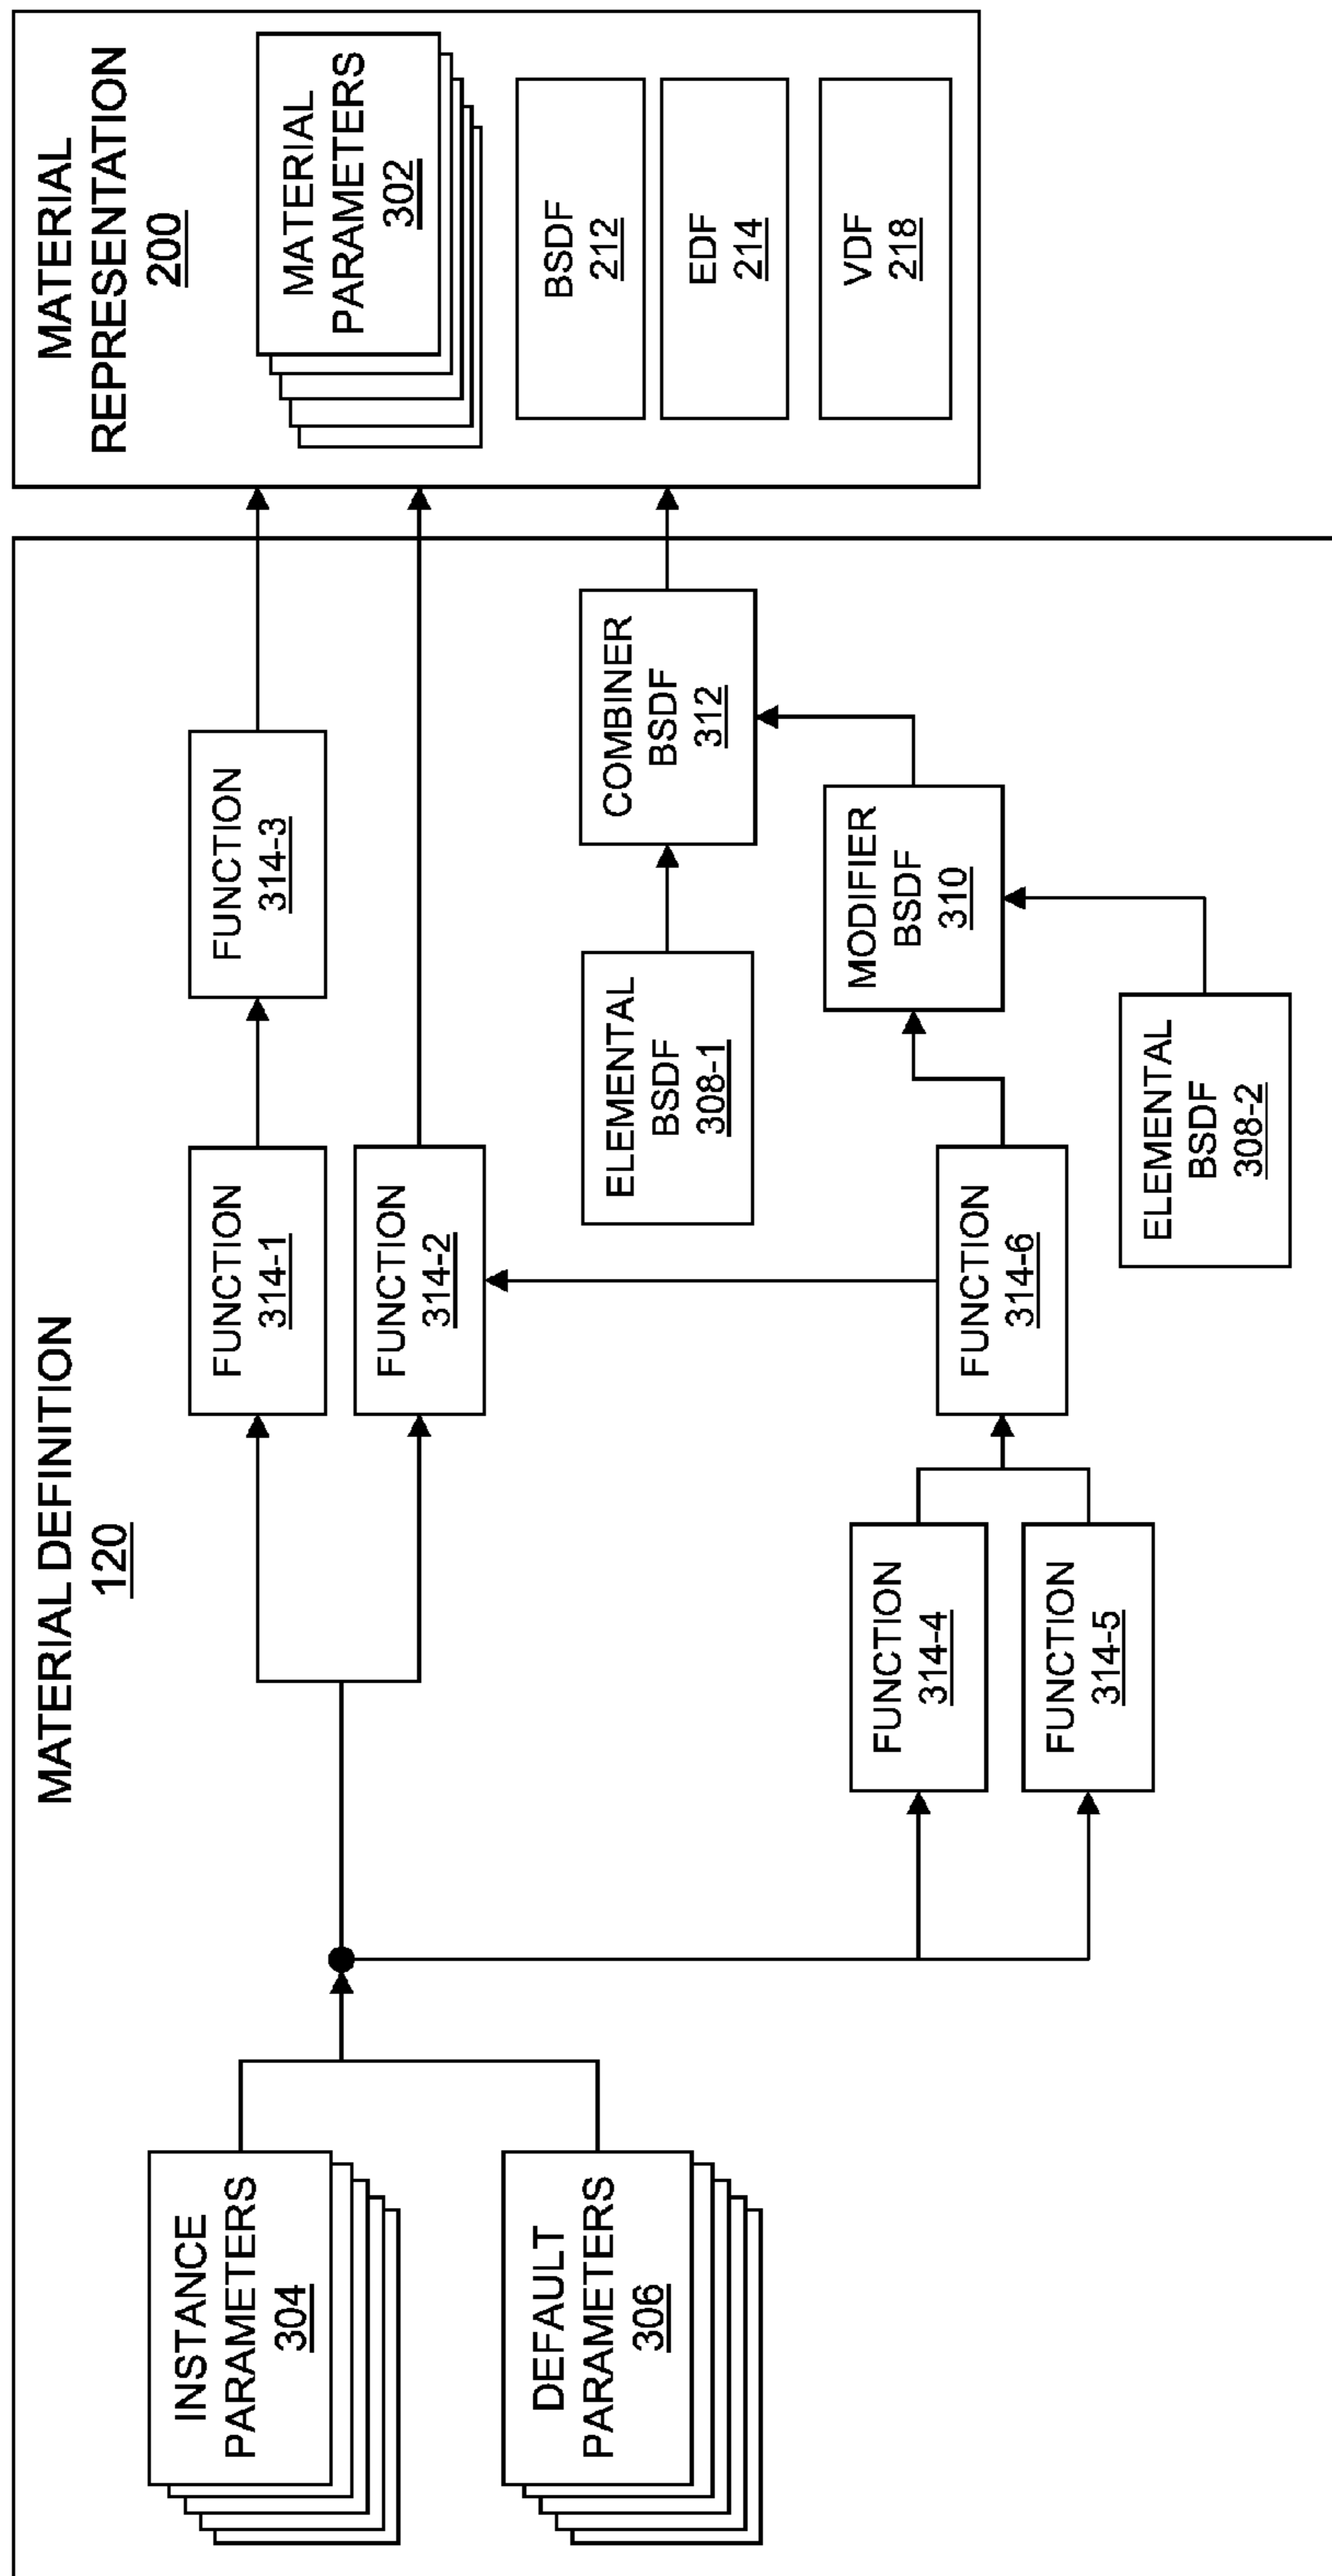 MATERIAL DEFINITION
120
INSTANCE
PARAMETERS
304
DEFAULT
PARAMETERS
306
FUNCTION
314-1
FUNCTION
314-2
FUNCTION
314-3
FUNCTION
314-4
FUNCTION
314-5
FUNCTION
314-6
ELEMENTAL
BSDF
308-1
ELEMENTAL
BSDF
308-2
MODIFIER
BSDF
310
COMBINER
BSDF
312
MATERIAL
REPRESENTATION
200
MATERIAL
PARAMETERS
302
BSDF
212
EDF
214
VDF
218